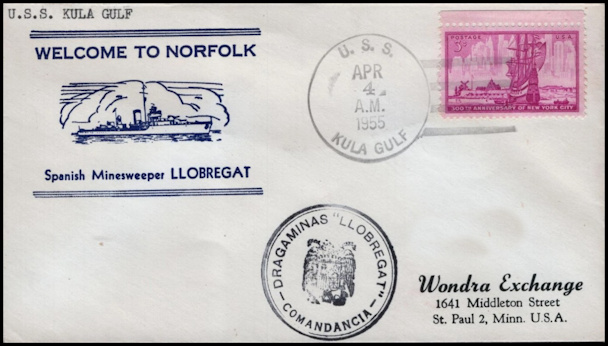 U.S.S. KULA GULF
WELCOME TO NORFOLK
Spanish Minesweeper LLOBREGAT
U. S. S.
APR
4
A.M.
1955
KULA GULF
POSTAGE 3¢ U.S.A.
300TH ANNIVERSARY OF NEW YORK CITY
DRAGAMINAS "LLOBREGAT"
- COMANDANCIA -
Wondra Exchange
1641 Middleton Street
St. Paul 2, Minn. U.S.A.